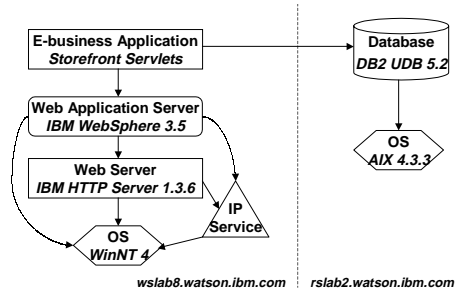 E-business Application
Storefront Servlets
Web Application Server
IBM WebSphere 3.5
Web Server
IBM HTTP Server 1.3.6
OS
WinNT 4
IP
Service
wslab8.watson.ibm.com
Database
DB2 UDB 5.2
OS
AIX 4.3.3
rslab2.watson.ibm.com